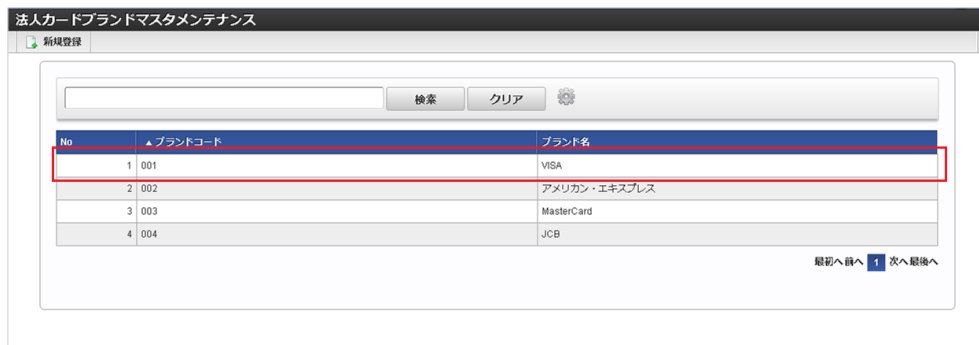 法人カードブランドマスタメンテナンス
新規登録
検索 クリア
No ▲ブランドコード ブランド名
1 001 VISA
2 002 アメリカン・エキスプレス
3 003 MasterCard
4 004 JCB
最初へ 前へ 1 次へ 最後へ